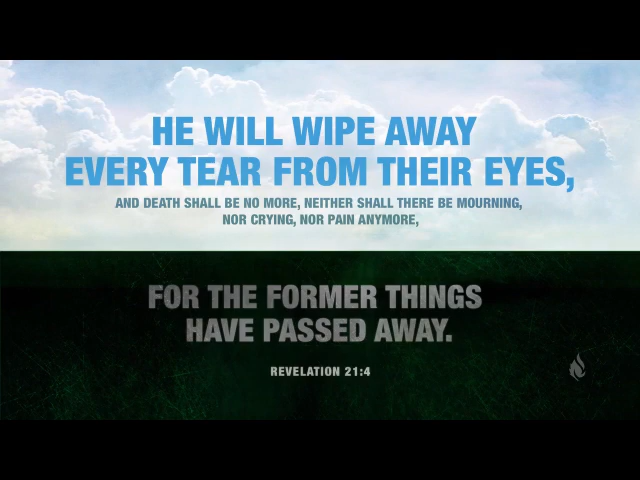 HE WILL WIPE AWAY
EVERY TEAR FROM THEIR EYES,
AND DEATH SHALL BE NO MORE, NEITHER SHALL THERE BE MOURNING,
NOR CRYING, NOR PAIN ANYMORE,
FOR THE FORMER THINGS
HAVE PASSED AWAY.
REVELATION 21:4